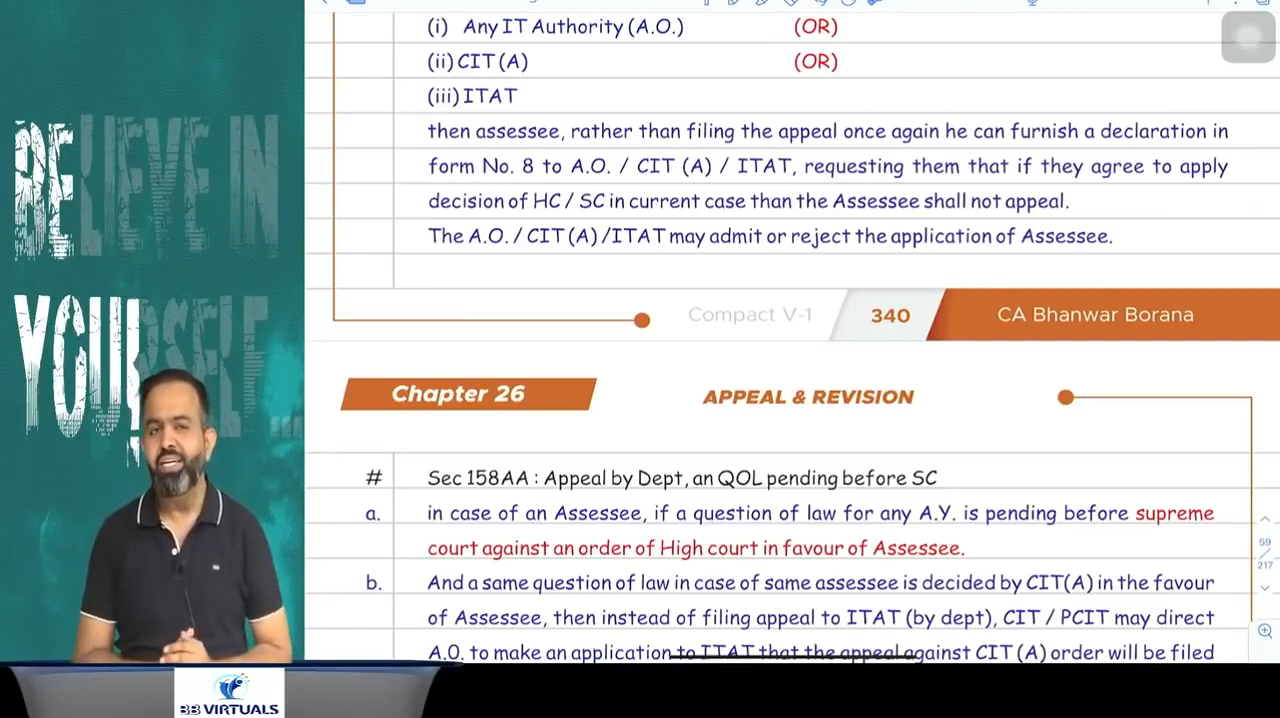 BELIEVE IN
YOURSELF
(i) Any IT Authority (A.O.) (OR)
(ii) CIT (A) (OR)
(iii) ITAT
then assessee, rather than filing the appeal once again he can furnish a declaration in
form No. 8 to A.O. / CIT (A) / ITAT, requesting them that if they agree to apply
decision of HC / SC in current case than the Assessee shall not appeal.
The A.O. / CIT (A) /ITAT may admit or reject the application of Assessee.
Compact V-1 340 CA Bhanwar Borana
Chapter 26 APPEAL & REVISION
# Sec 158AA : Appeal by Dept, an QOL pending before SC
a. in case of an Assessee, if a question of law for any A.Y. is pending before supreme
court against an order of High court in favour of Assessee.
b. And a same question of law in case of same assessee is decided by CIT(A) in the favour
of Assessee, then instead of filing appeal to ITAT (by dept), CIT / PCIT may direct
A.O. to make an application to ITAT that the appeal against CIT (A) order will be filed
59
217
BB VIRTUALS